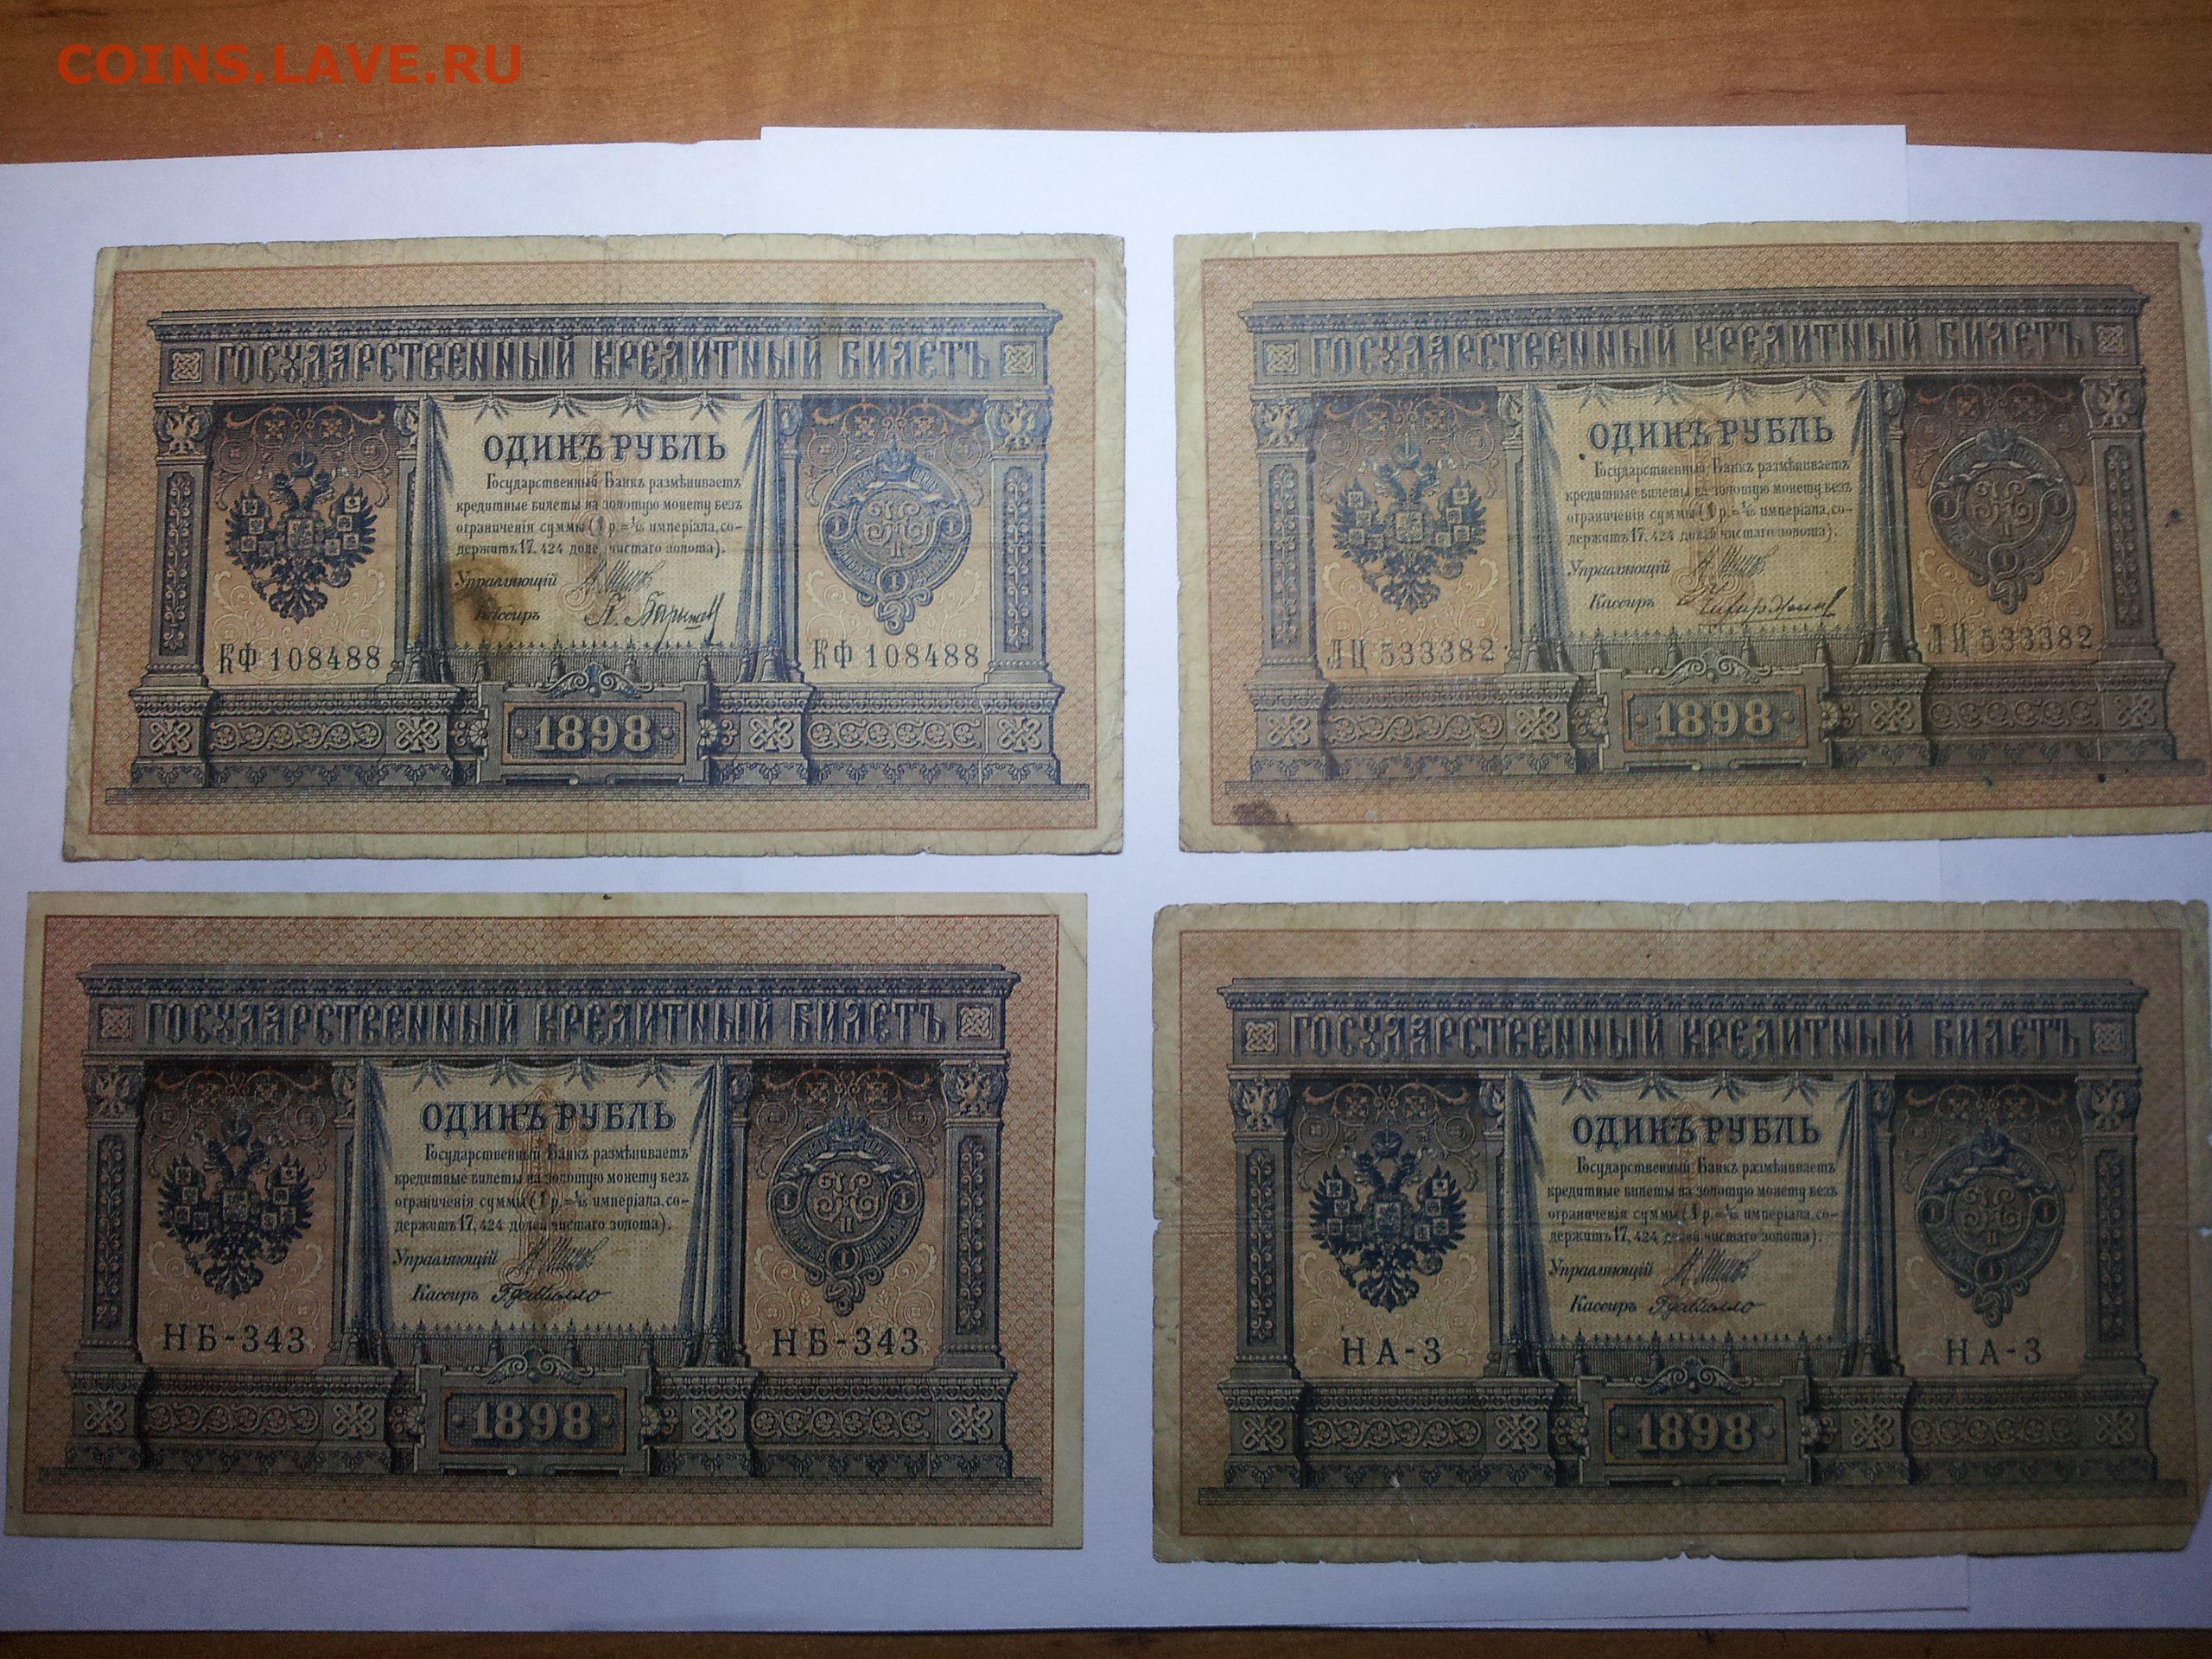 COINS.LAVE.RU
ГОСУДАРСТВЕННЫЙ КРЕДИТНЫЙ БИЛЕТЪ
ОДИНЪ РУБЛЬ
Государственный Банкъ размѣниваетъ
кредитные билеты на золотую монету безъ
ограниченія суммы (1 р.=1/15 имперіала, со-
держитъ 17,424 долей чистаго золота).
Управляющій
Кассиръ
КФ 108488 КФ 108488
1898
ГОСУДАРСТВЕННЫЙ КРЕДИТНЫЙ БИЛЕТЪ
ОДИНЪ РУБЛЬ
Государственный Банкъ размѣниваетъ
кредитные билеты на золотую монету безъ
ограниченія суммы (1 р.=1/15 имперіала, со-
держитъ 17,424 долей чистаго золота).
Управляющій
Кассиръ
ЛЦ 533382 ЛЦ 533382
1898
ГОСУДАРСТВЕННЫЙ КРЕДИТНЫЙ БИЛЕТЪ
ОДИНЪ РУБЛЬ
Государственный Банкъ размѣниваетъ
кредитные билеты на золотую монету безъ
ограниченія суммы (1 р.=1/15 имперіала, со-
держитъ 17,424 долей чистаго золота).
Управляющій
Кассиръ
НБ-343 НБ-343
1898
ГОСУДАРСТВЕННЫЙ КРЕДИТНЫЙ БИЛЕТЪ
ОДИНЪ РУБЛЬ
Государственный Банкъ размѣниваетъ
кредитные билеты на золотую монету безъ
ограниченія суммы (1 р.=1/15 имперіала, со-
держитъ 17,424 долей чистаго золота).
Управляющій
Кассиръ
НА-3 НА-3
1898